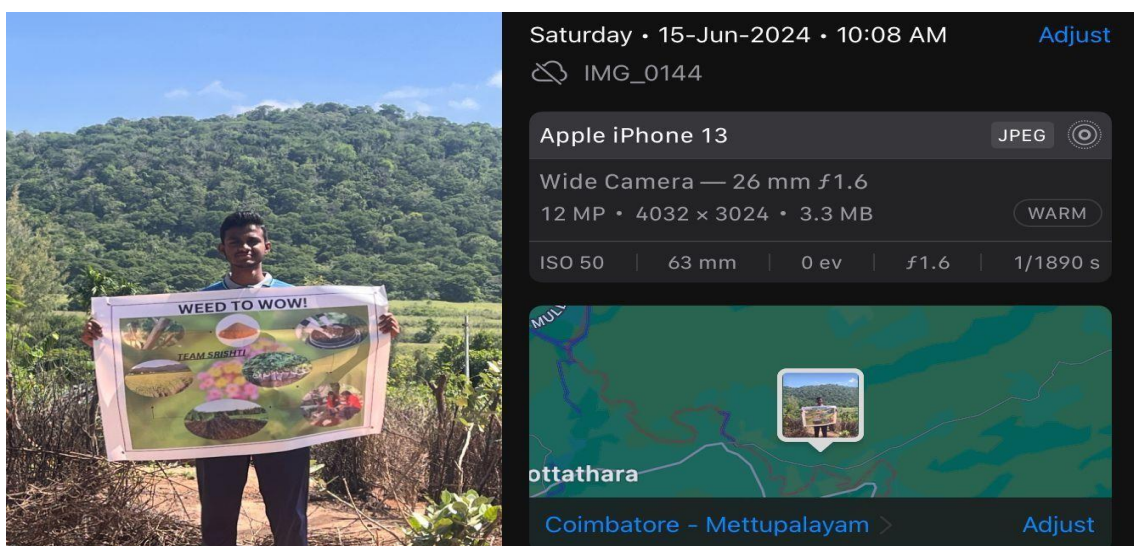 WEED TO WOW!
TEAM SRISHTI
Saturday • 15-Jun-2024 • 10:08 AM
Adjust
IMG_0144
Apple iPhone 13
JPEG
Wide Camera — 26 mm ƒ1.6
12 MP • 4032 × 3024 • 3.3 MB
WARM
ISO 50 | 63 mm | 0 ev | ƒ1.6 | 1/1890 s
MULL
ottathara
Coimbatore - Mettupalayam >
Adjust